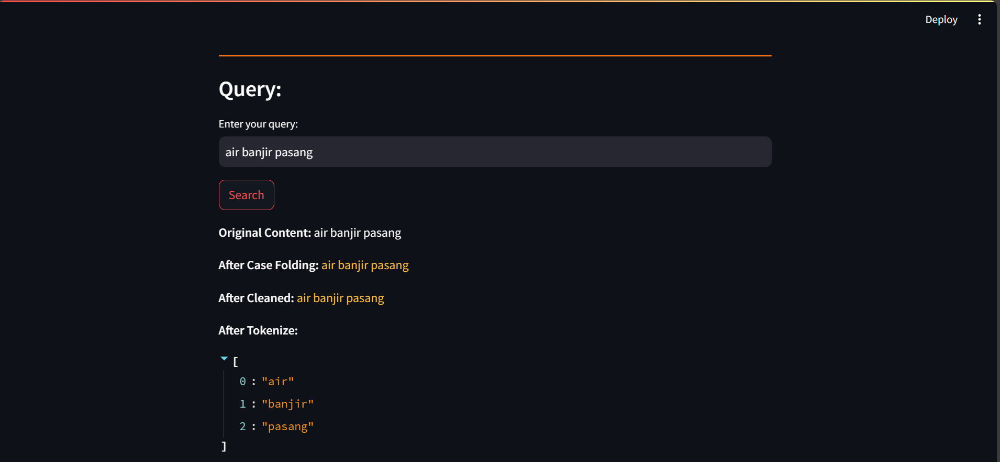 Deploy
Query:
Enter your query:
air banjir pasang
Search
Original Content: air banjir pasang
After Case Folding: air banjir pasang
After Cleaned: air banjir pasang
After Tokenize:
[
0 : "air"
1 : "banjir"
2 : "pasang"
]